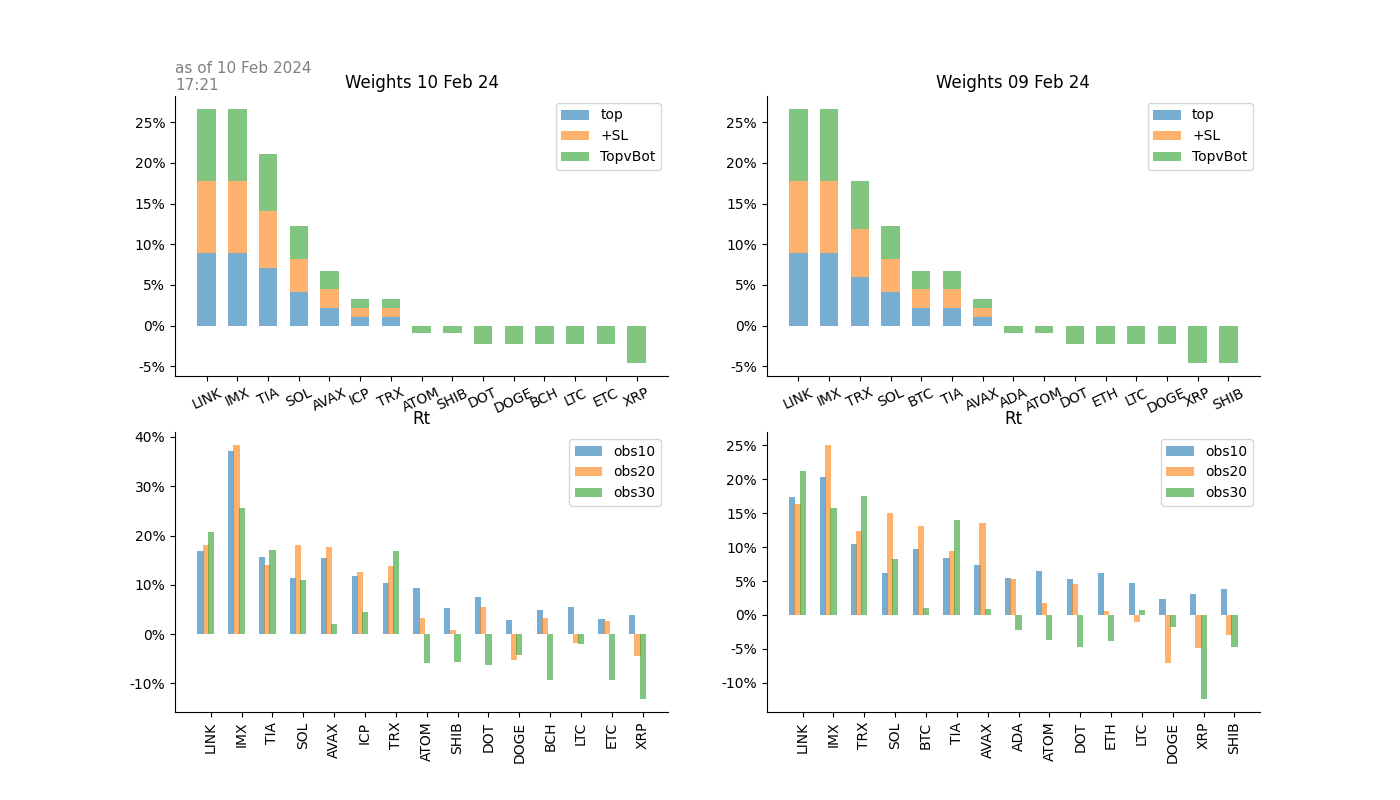 as of 10 Feb 2024
17:21
Weights 10 Feb 24
25%
20%
15%
10%
5%
0%
-5%
top
+SL
TopvBot
LINK IMX TIA SOL AVAX ICP TRX ATOM SHIB DOT DOGE BCH LTC ETC XRP
Weights 09 Feb 24
25%
20%
15%
10%
5%
0%
-5%
top
+SL
TopvBot
LINK IMX TRX SOL BTC TIA AVAX ADA ATOM DOT ETH LTC DOGE XRP SHIB
Rt
40%
30%
20%
10%
0%
-10%
obs10
obs20
obs30
LINK IMX TIA SOL AVAX ICP TRX ATOM SHIB DOT DOGE BCH LTC ETC XRP
Rt
25%
20%
15%
10%
5%
0%
-5%
-10%
obs10
obs20
obs30
LINK IMX TRX SOL BTC TIA AVAX ADA ATOM DOT ETH LTC DOGE XRP SHIB